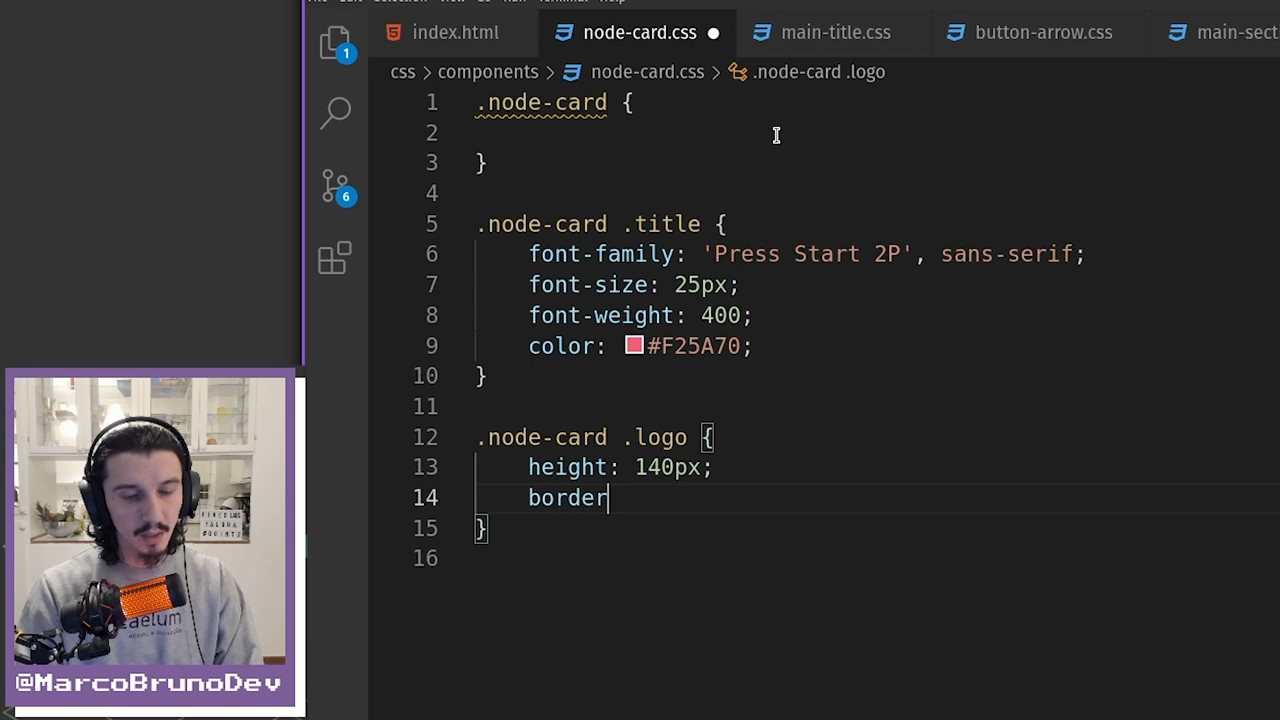 index.html
node-card.css
main-title.css
button-arrow.css
main-sect
css > components > node-card.css > .node-card .logo
1
6
1 .node-card {
2
3 }
4
5 .node-card .title {
6 font-family: 'Press Start 2P', sans-serif;
7 font-size: 25px;
8 font-weight: 400;
9 color: #F25A70;
10 }
11
12 .node-card .logo {
13 height: 140px;
14 border
15 }
16
@MarcoBrunoDev